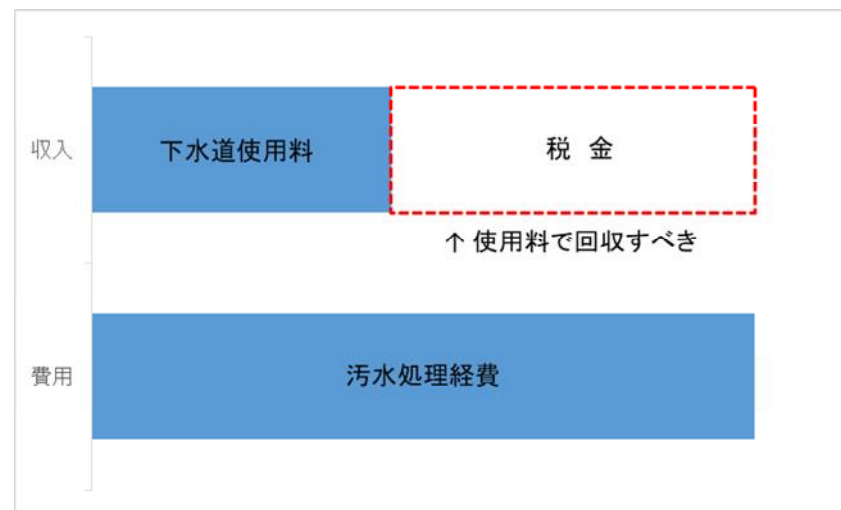 収入
下水道使用料
税 金
↑ 使用料で回収すべき
費用
汚水処理経費